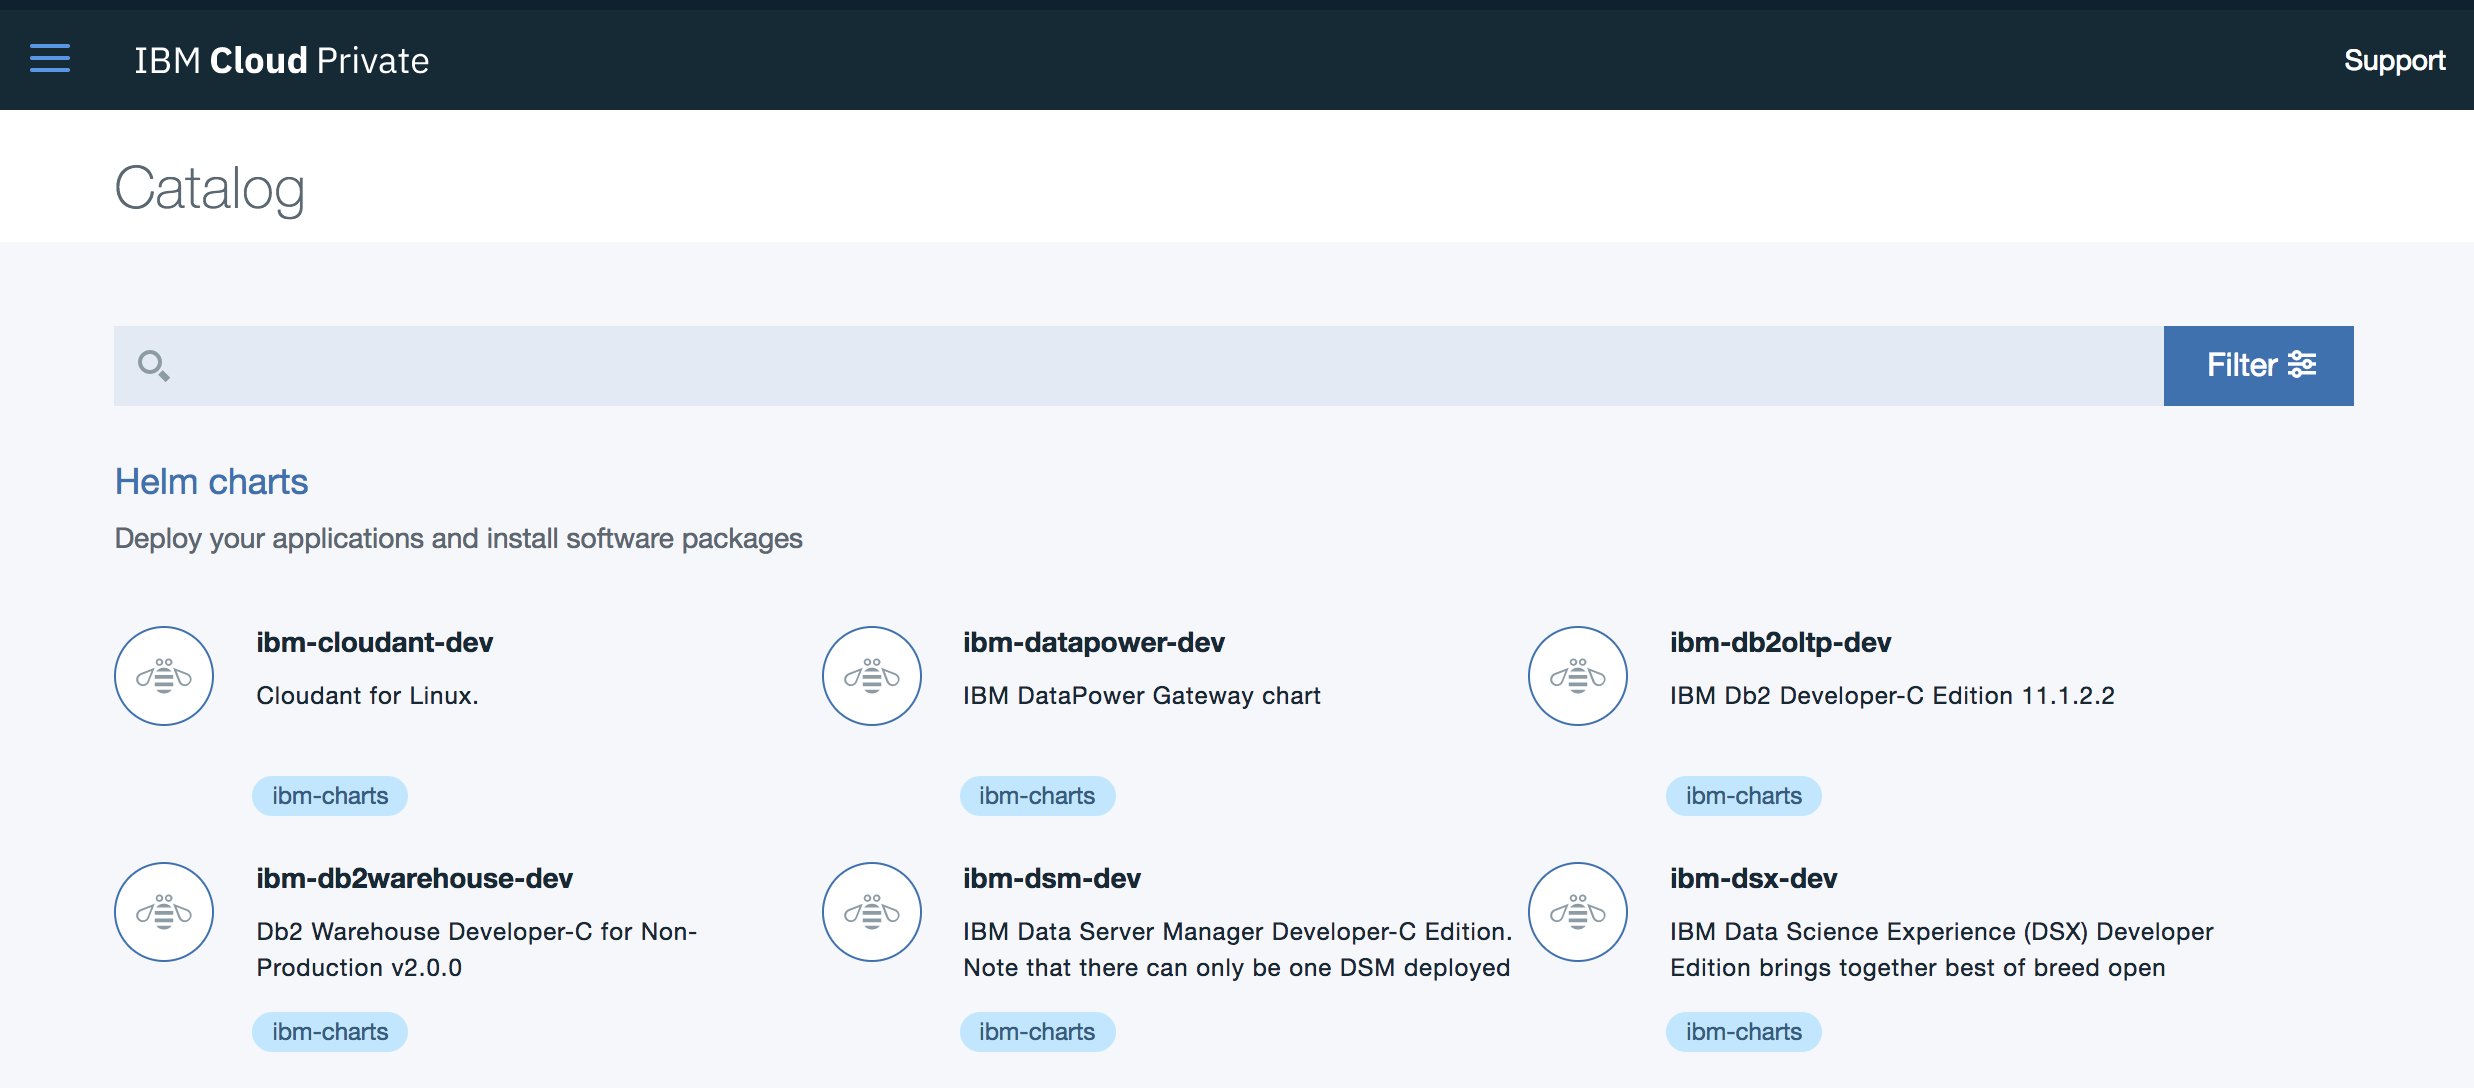 IBM Cloud Private
Support
Catalog
Filter
Helm charts
Deploy your applications and install software packages
ibm-cloudant-dev
Cloudant for Linux.
ibm-charts
ibm-datapower-dev
IBM DataPower Gateway chart
ibm-charts
ibm-db2oltp-dev
IBM Db2 Developer-C Edition 11.1.2.2
ibm-charts
ibm-db2warehouse-dev
Db2 Warehouse Developer-C for Non-
Production v2.0.0
ibm-charts
ibm-dsm-dev
IBM Data Server Manager Developer-C Edition.
Note that there can only be one DSM deployed
ibm-charts
ibm-dsx-dev
IBM Data Science Experience (DSX) Developer
Edition brings together best of breed open
ibm-charts